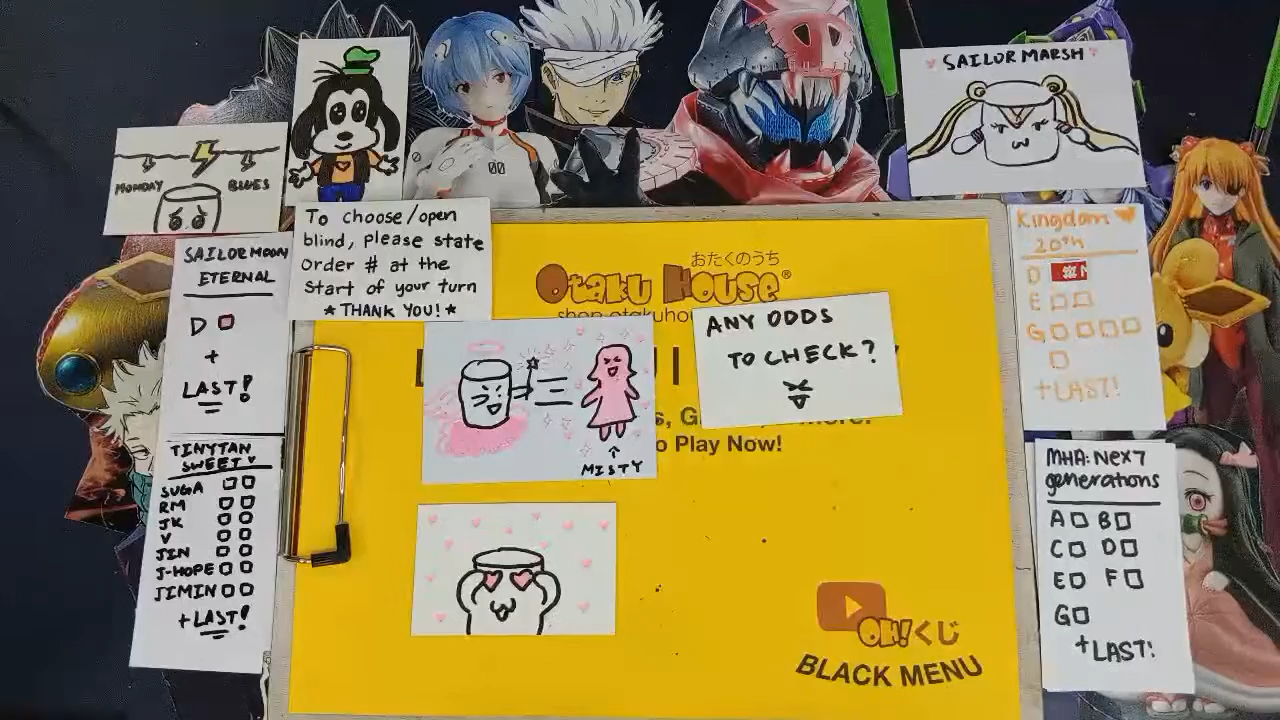 MONDAY BLUES
SAILOR MARSH
To choose/open
blind, please state
Order # at the
Start of your turn
★ THANK YOU! ★
SAILOR MOON
ETERNAL
D
+
LAST!
TINYTAN
SWEET
SUGA
RM
JK
V
JIN
J-HOPE
JIMIN
+LAST!
おたくのうち
Otaku House®
shop.otakuhou
ANY ODDS
TO CHECK?
o Play Now!
MISTY
OH!くじ
BLACK MENU
Kingdom
20th
D
E
G
+LAST!
MHA: Next
generations
A B
C D
E F
G
+LAST!
00